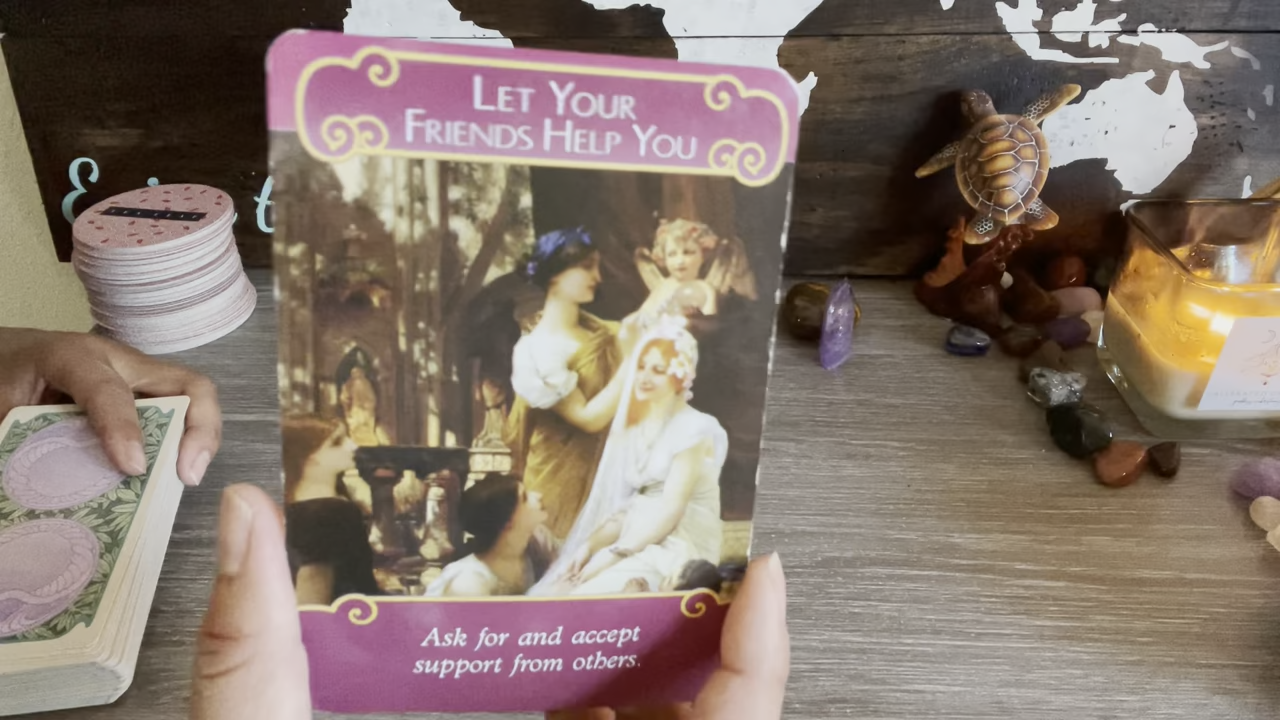 LET YOUR
FRIENDS HELP YOU
Ask for and accept
support from others.